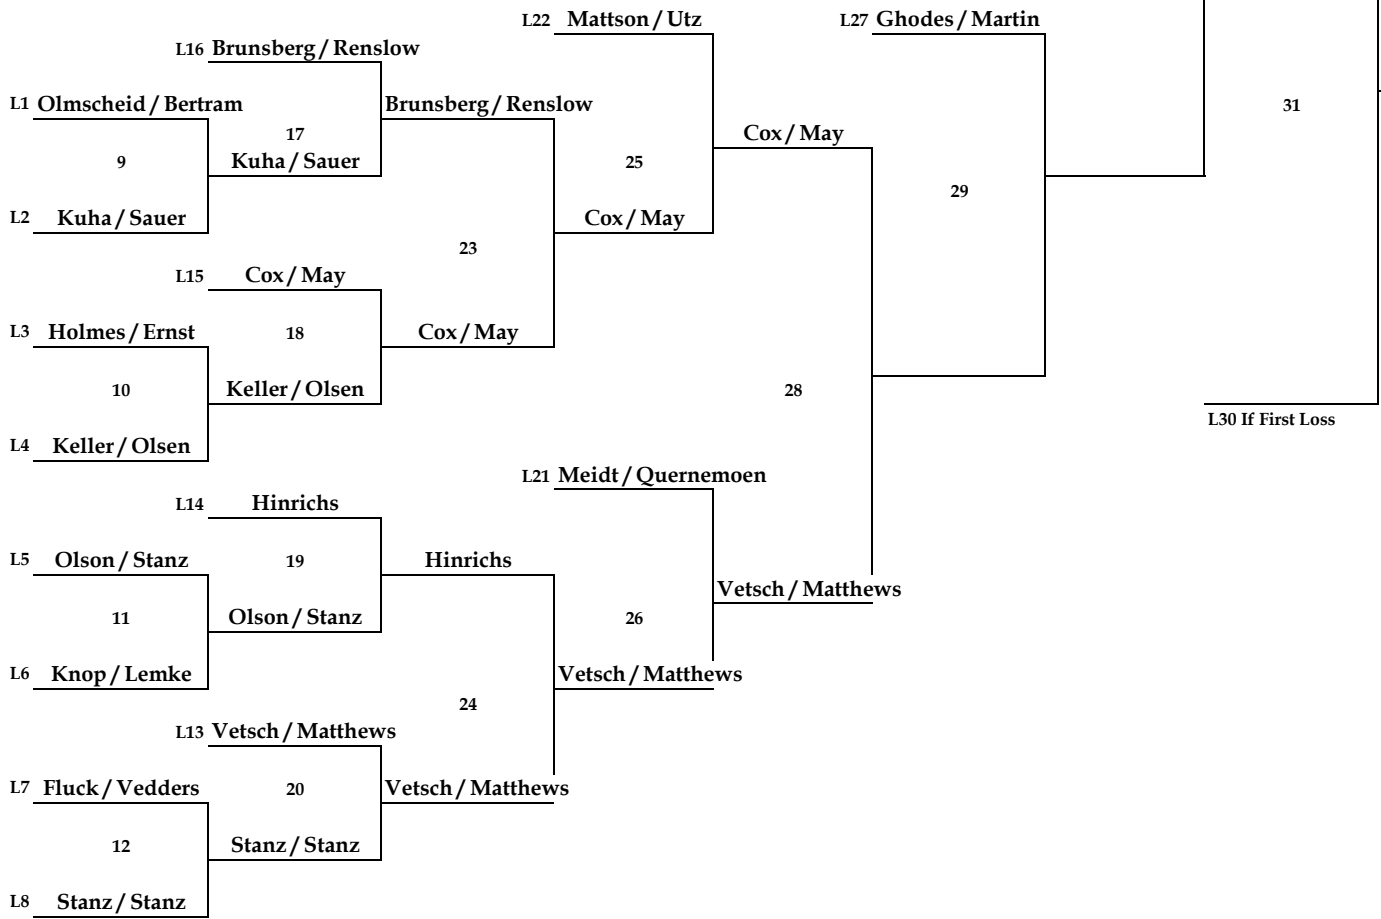 L22 Mattson / Utz
L27 Ghodes / Martin
L16 Brunsberg / Renslow
L1 Olmscheid / Bertram
Brunsberg / Renslow
31
17
Cox / May
9
Kuha / Sauer
25
29
L2 Kuha / Sauer
Cox / May
23
L15 Cox / May
L3 Holmes / Ernst
18
Cox / May
10
Keller / Olsen
28
L30 If First Loss
L4 Keller / Olsen
L21 Meidt / Quernemoen
L14 Hinrichs
L5 Olson / Stanz
19
Hinrichs
Vetsch / Matthews
11
Olson / Stanz
26
L6 Knop / Lemke
Vetsch / Matthews
24
L13 Vetsch / Matthews
L7 Fluck / Vedders
20
Vetsch / Matthews
12
Stanz / Stanz
L8 Stanz / Stanz